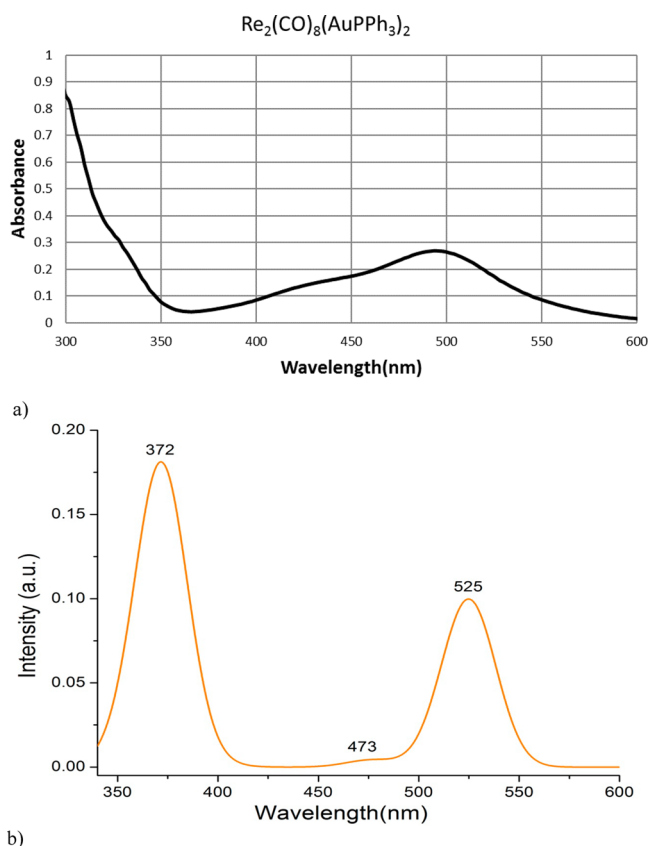 Re₂(CO)₈(AuPPh₃)₂
1
0.9
0.8
0.7
0.6
0.5
0.4
0.3
0.2
0.1
0
Absorbance
300 350 400 450 500 550 600
Wavelength(nm)
a)
0.20
0.15
0.10
0.05
0.00
Intensity (a.u.)
372
473
525
350 400 450 500 550 600
Wavelength(nm)
b)